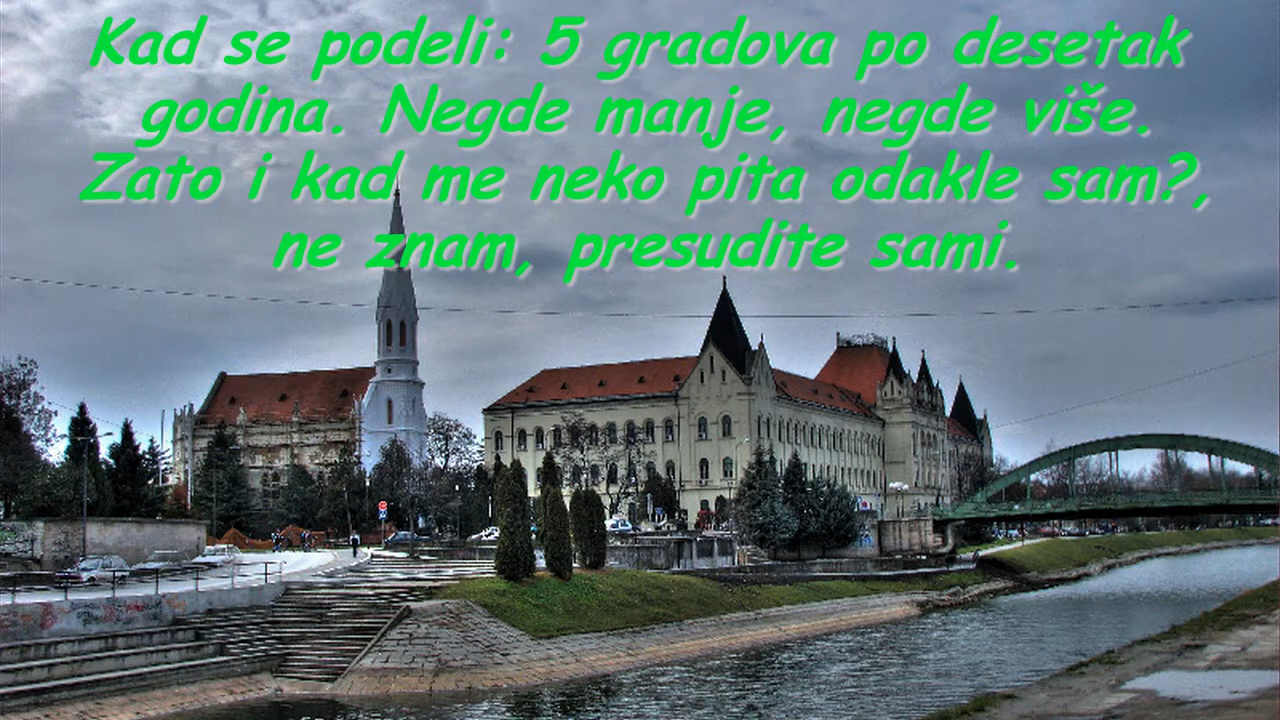 Kad se podeli: 5 gradova po desetak
godina. Negde manje, negde više.
Zato i kad me neko pita odakle sam?,
ne znam, presudite sami.